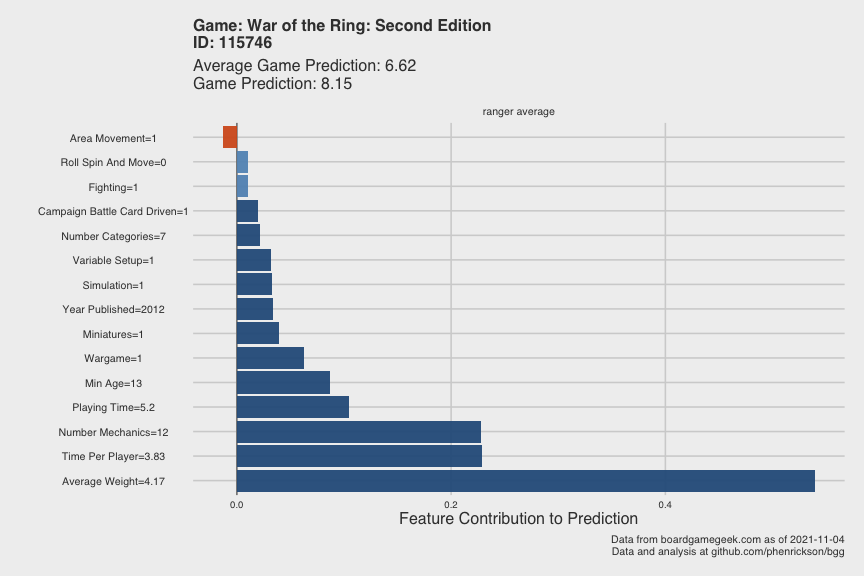 Game: War of the Ring: Second Edition
ID: 115746
Average Game Prediction: 6.62
Game Prediction: 8.15
ranger average
Area Movement=1
Roll Spin And Move=0
Fighting=1
Campaign Battle Card Driven=1
Number Categories=7
Variable Setup=1
Simulation=1
Year Published=2012
Miniatures=1
Wargame=1
Min Age=13
Playing Time=5.2
Number Mechanics=12
Time Per Player=3.83
Average Weight=4.17
0.0 0.2 0.4
Feature Contribution to Prediction
Data from boardgamegeek.com as of 2021-11-04
Data and analysis at github.com/phenrickson/bgg